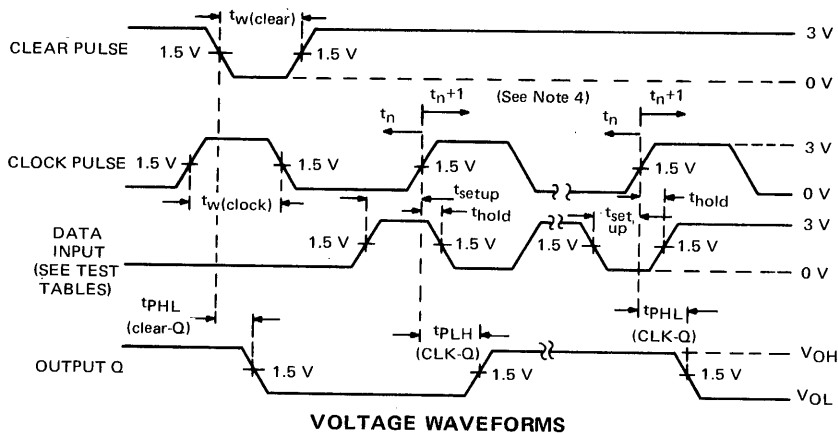 tw(clear)
CLEAR PULSE
1.5 V
1.5 V
3 V
0 V
tn+1
(See Note 4)
tn+1
tn
tn
CLOCK PULSE
1.5 V
1.5 V
1.5 V
1.5 V
3 V
0 V
tw(clock)
tsetup
thold
tset,
up
thold
DATA
INPUT
(SEE TEST
TABLES)
1.5 V
1.5 V
1.5 V
1.5 V
3 V
0 V
tPHL
(clear-Q)
tPLH
(CLK-Q)
tPHL
(CLK-Q)
OUTPUT Q
1.5 V
1.5 V
1.5 V
VOH
VOL
VOLTAGE WAVEFORMS